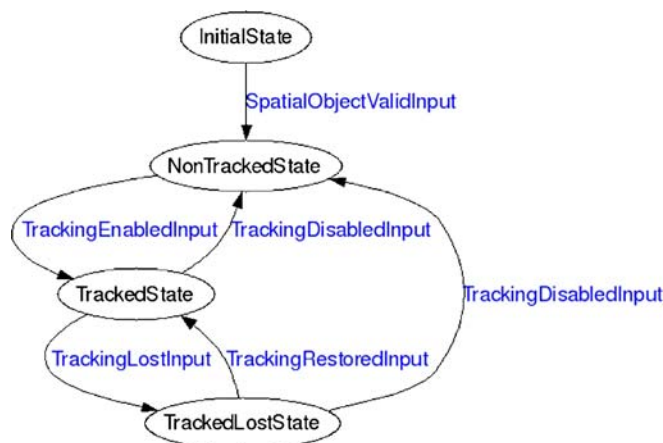 InitialState
SpatialObjectValidInput
NonTrackedState
TrackingEnabledInput
TrackingDisabledInput
TrackedState
TrackingDisabledInput
TrackingLostInput
TrackingRestoredInput
TrackedLostState